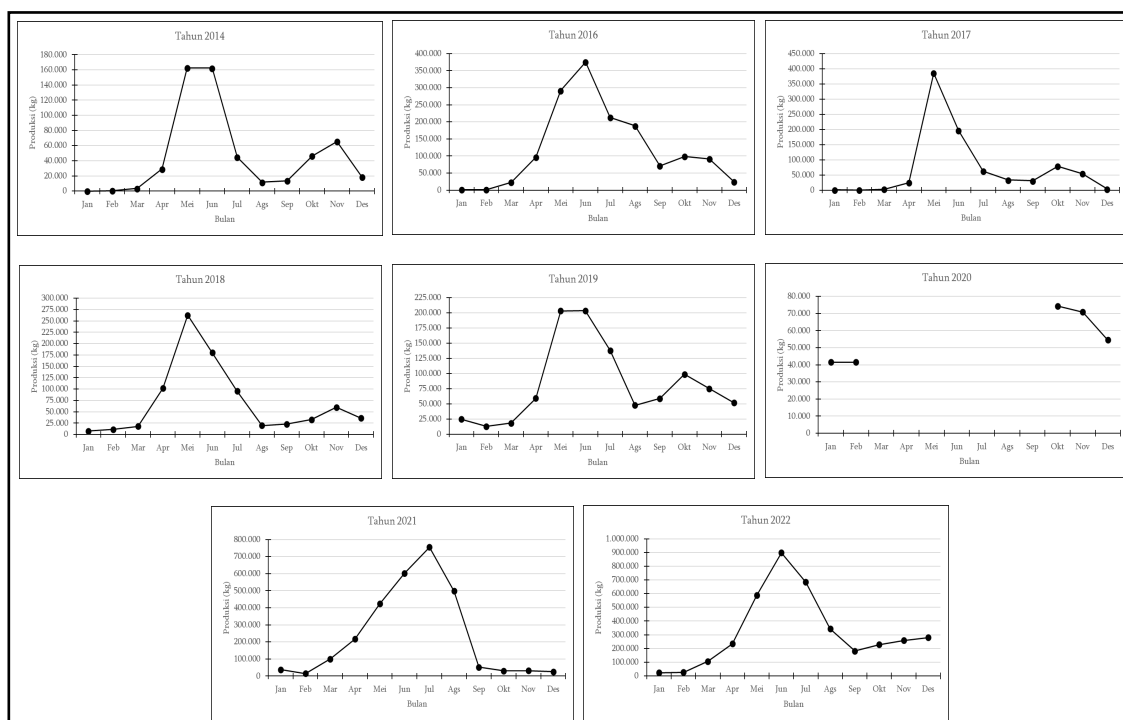 Tahun 2014
180.000
160.000
140.000
120.000
100.000
80.000
60.000
40.000
20.000
0
Produksi (kg)
Jan Feb Mar Apr Mei Jun Jul Ags Sep Okt Nov Des
Bulan
Tahun 2016
400.000
350.000
300.000
250.000
200.000
150.000
100.000
50.000
0
Produksi (kg)
Jan Feb Mar Apr Mei Jun Jul Ags Sep Okt Nov Des
Bulan
Tahun 2017
450.000
400.000
350.000
300.000
250.000
200.000
150.000
100.000
50.000
0
Produksi (kg)
Jan Feb Mar Apr Mei Jun Jul Ags Sep Okt Nov Des
Bulan
Tahun 2018
300.000
275.000
250.000
225.000
200.000
175.000
150.000
125.000
100.000
75.000
50.000
25.000
0
Produksi (kg)
Jan Feb Mar Apr Mei Jun Jul Ags Sep Okt Nov Des
Bulan
Tahun 2019
225.000
200.000
175.000
150.000
125.000
100.000
75.000
50.000
25.000
0
Produksi (kg)
Jan Feb Mar Apr Mei Jun Jul Ags Sep Okt Nov Des
Bulan
Tahun 2020
80.000
70.000
60.000
50.000
40.000
30.000
20.000
10.000
0
Produksi (kg)
Jan Feb Mar Apr Mei Jun Jul Ags Sep Okt Nov Des
Bulan
Tahun 2021
800.000
700.000
600.000
500.000
400.000
300.000
200.000
100.000
0
Produksi (kg)
Jan Feb Mar Apr Mei Jun Jul Ags Sep Okt Nov Des
Bulan
Tahun 2022
1.000.000
900.000
800.000
700.000
600.000
500.000
400.000
300.000
200.000
100.000
0
Produksi (kg)
Jan Feb Mar Apr Mei Jun Jul Ags Sep Okt Nov Des
Bulan